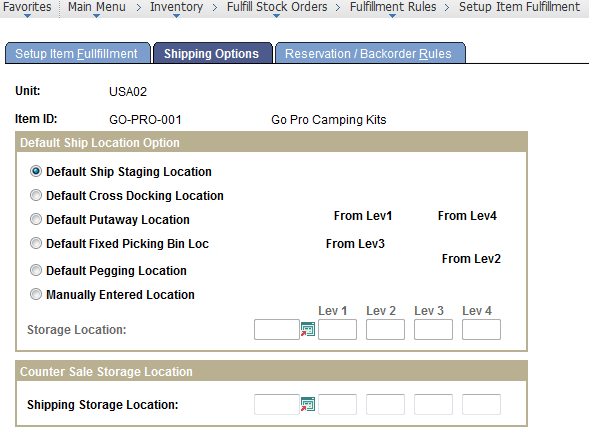 Favorites Main Menu > Inventory > Fulfill Stock Orders > Fulfillment Rules > Setup Item Fulfillment
Setup Item Fullfillment Shipping Options Reservation / Backorder Rules
Unit: USA02
Item ID: GO-PRO-001 Go Pro Camping Kits
Default Ship Location Option
Default Ship Staging Location
Default Cross Docking Location
Default Putaway Location From Lev1 From Lev4
Default Fixed Picking Bin Loc From Lev3
From Lev2
Default Pegging Location
Manually Entered Location
Lev 1 Lev 2 Lev 3 Lev 4
Storage Location:
Counter Sale Storage Location
Shipping Storage Location: